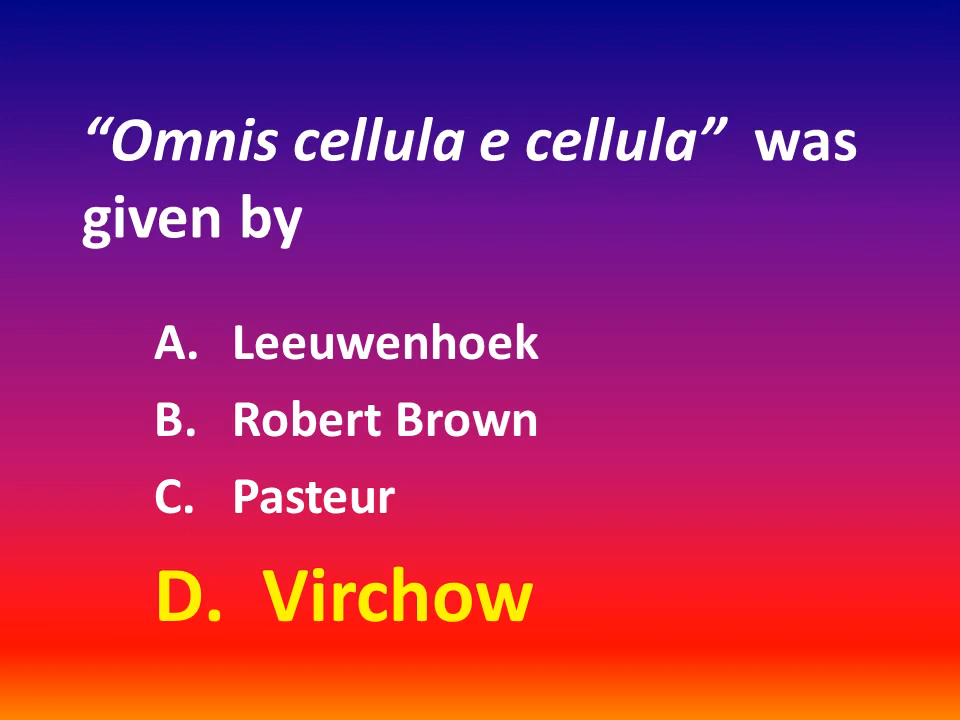 “Omnis cellula e cellula” was
given by
A. Leeuwenhoek
B. Robert Brown
C. Pasteur
D. Virchow